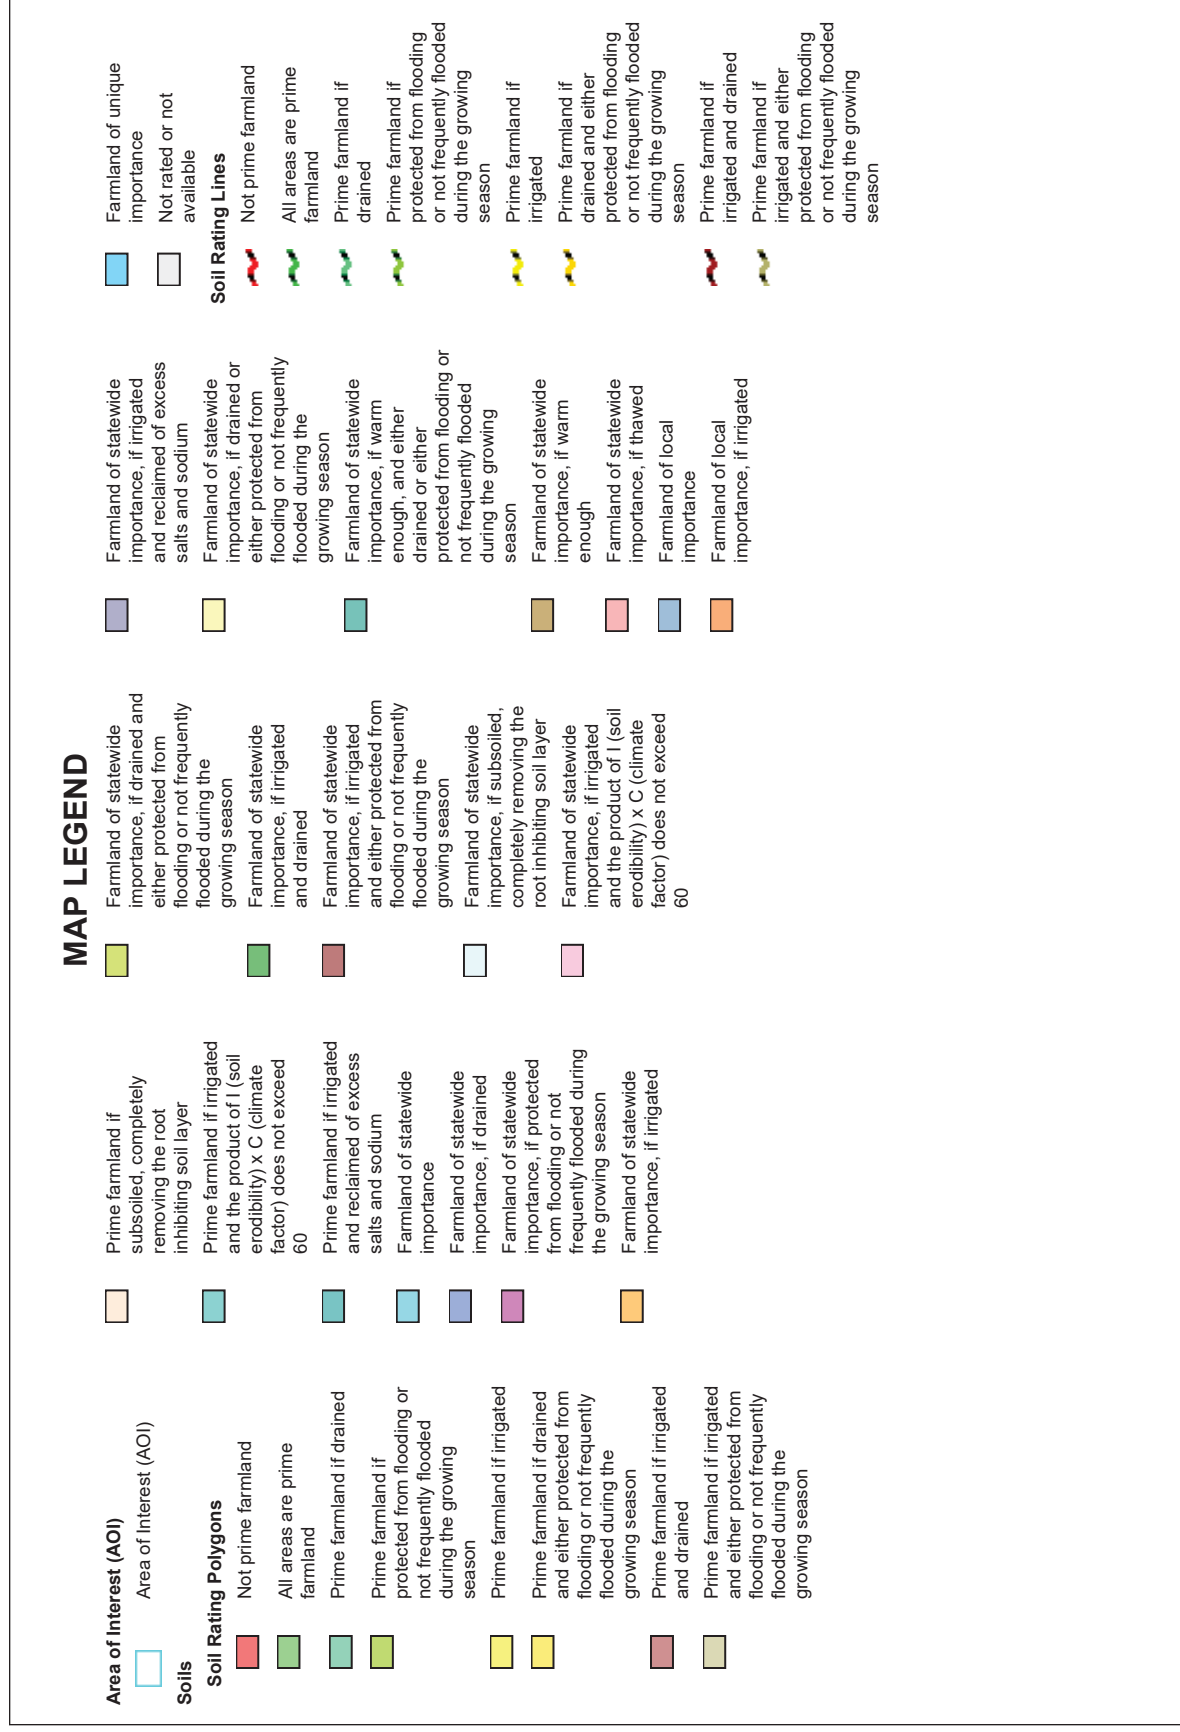 MAP LEGEND
Area of Interest (AOI)
Area of Interest (AOI)
Soils
Soil Rating Polygons
Not prime farmland
All areas are prime
farmland
Prime farmland if drained
Prime farmland if
protected from flooding or
not frequently flooded
during the growing
season
Prime farmland if irrigated
Prime farmland if drained
and either protected from
flooding or not frequently
flooded during the
growing season
Prime farmland if irrigated
and drained
Prime farmland if irrigated
and either protected from
flooding or not frequently
flooded during the
growing season
Prime farmland if
subsoiled, completely
removing the root
inhibiting soil layer
Prime farmland if irrigated
and the product of I (soil
erodibility) x C (climate
factor) does not exceed
60
Prime farmland if irrigated
and reclaimed of excess
salts and sodium
Farmland of statewide
importance
Farmland of statewide
importance, if drained
Farmland of statewide
importance, if protected
from flooding or not
frequently flooded during
the growing season
Farmland of statewide
importance, if irrigated
Farmland of statewide
importance, if drained and
either protected from
flooding or not frequently
flooded during the
growing season
Farmland of statewide
importance, if irrigated
and drained
Farmland of statewide
importance, if irrigated
and either protected from
flooding or not frequently
flooded during the
growing season
Farmland of statewide
importance, if subsoiled,
completely removing the
root inhibiting soil layer
Farmland of statewide
importance, if irrigated
and the product of I (soil
erodibility) x C (climate
factor) does not exceed
60
Farmland of statewide
importance, if irrigated
and reclaimed of excess
salts and sodium
Farmland of statewide
importance, if drained or
either protected from
flooding or not frequently
flooded during the
growing season
Farmland of statewide
importance, if warm
enough, and either
drained or either
protected from flooding or
not frequently flooded
during the growing
season
Farmland of statewide
importance, if warm
enough
Farmland of statewide
importance, if thawed
Farmland of local
importance
Farmland of local
importance, if irrigated
Farmland of unique
importance
Not rated or not
available
Soil Rating Lines
Not prime farmland
All areas are prime
farmland
Prime farmland if
drained
Prime farmland if
protected from flooding
or not frequently flooded
during the growing
season
Prime farmland if
irrigated
Prime farmland if
drained and either
protected from flooding
or not frequently flooded
during the growing
season
Prime farmland if
irrigated and drained
Prime farmland if
irrigated and either
protected from flooding
or not frequently flooded
during the growing
season